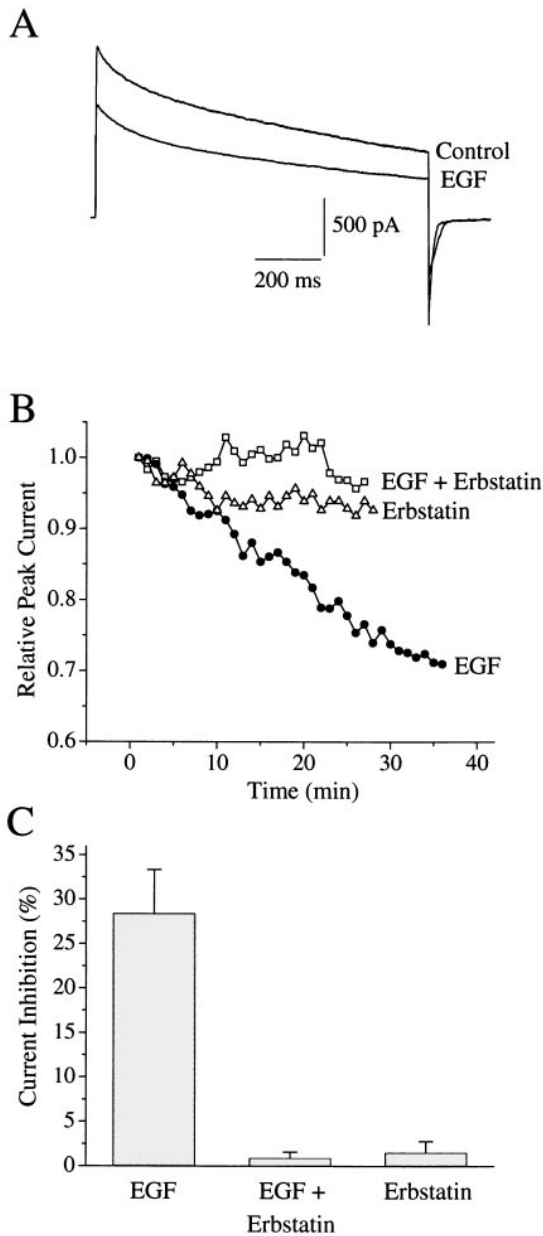 A
Control
EGF
500 pA
200 ms
B
1.0
0.9
0.8
0.7
0.6
Relative Peak Current
EGF + Erbstatin
Erbstatin
EGF
0
10
20
30
40
Time (min)
C
35
30
25
20
15
10
5
0
Current Inhibition (%)
EGF
EGF +
Erbstatin
Erbstatin